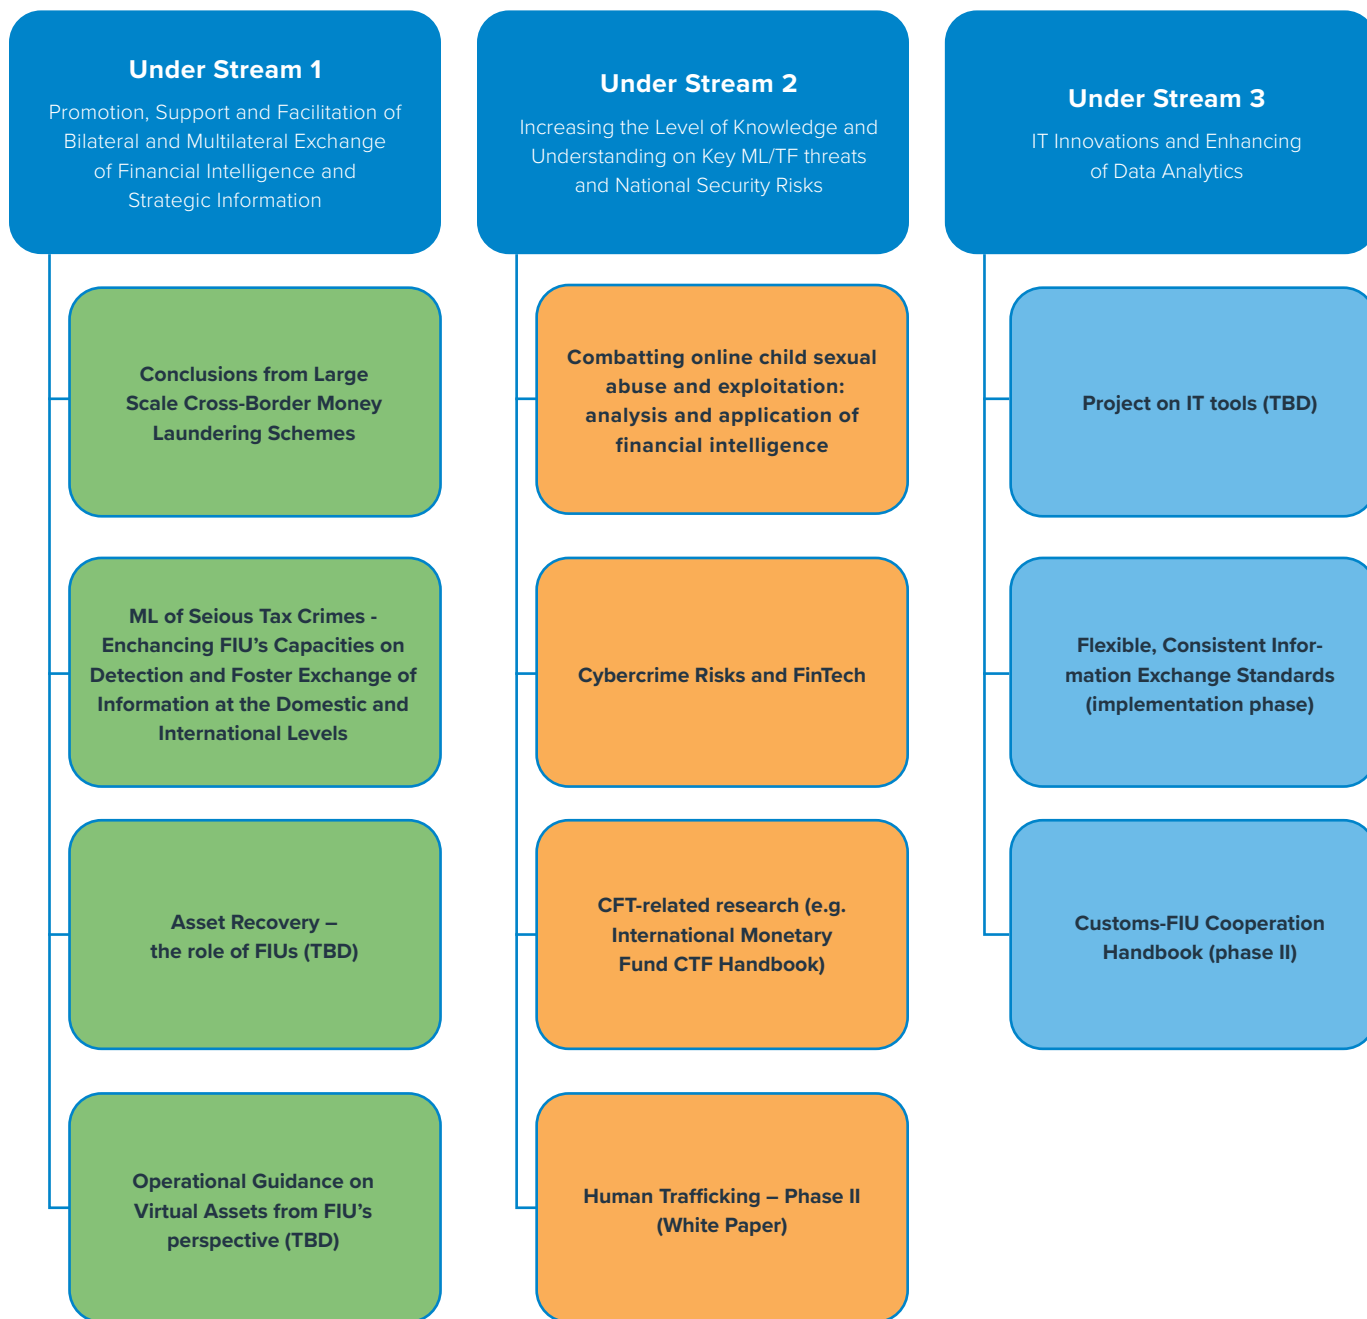 Under Stream 1
Promotion, Support and Facilitation of
Bilateral and Multilateral Exchange
of Financial Intelligence and
Strategic Information
Conclusions from Large
Scale Cross-Border Money
Laundering Schemes
ML of Seious Tax Crimes -
Enchancing FIU's Capacities on
Detection and Foster Exchange of
Information at the Domestic and
International Levels
Asset Recovery –
the role of FIUs (TBD)
Operational Guidance on
Virtual Assets from FIU's
perspective (TBD)
Under Stream 2
Increasing the Level of Knowledge and
Understanding on Key ML/TF threats
and National Security Risks
Combatting online child sexual
abuse and exploitation:
analysis and application of
financial intelligence
Cybercrime Risks and FinTech
CFT-related research (e.g.
International Monetary
Fund CTF Handbook)
Human Trafficking – Phase II
(White Paper)
Under Stream 3
IT Innovations and Enhancing
of Data Analytics
Project on IT tools (TBD)
Flexible, Consistent Infor-
mation Exchange Standards
(implementation phase)
Customs-FIU Cooperation
Handbook (phase II)